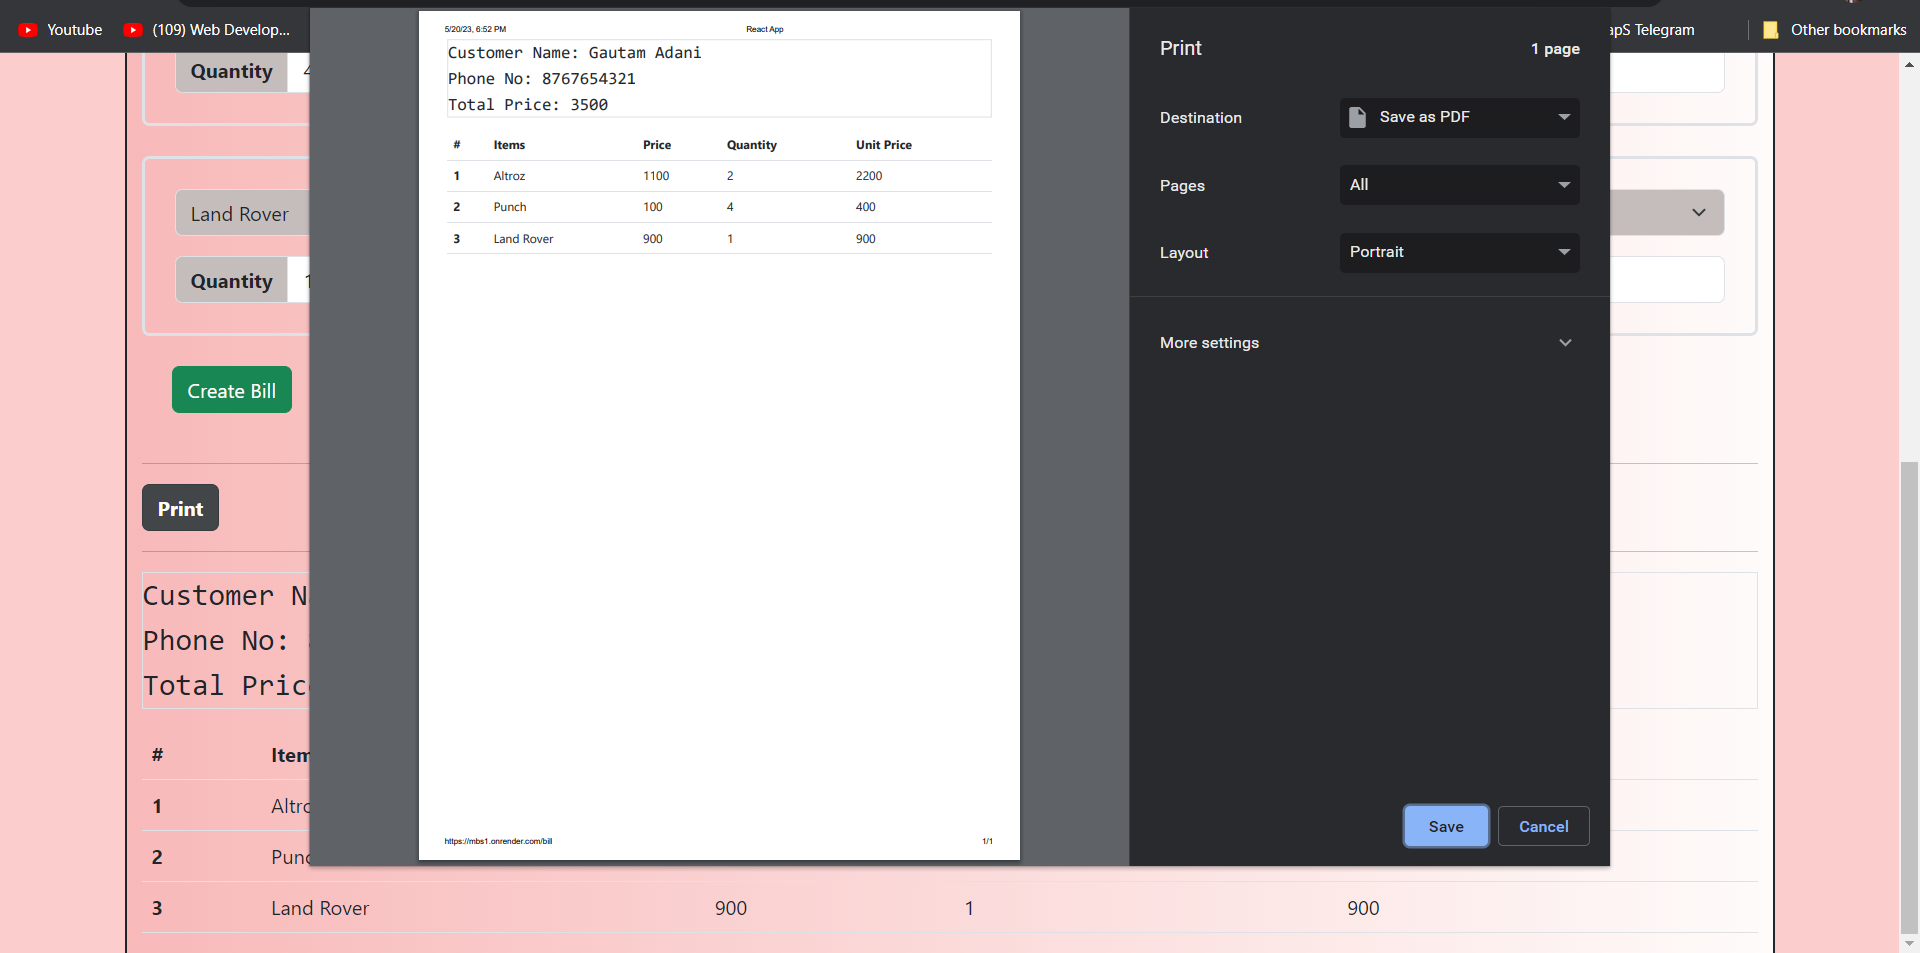 Youtube
(109) Web Develop...
apS Telegram
Other bookmarks
Quantity
Land Rover
Quantity
Create Bill
Print
Customer N
Phone No:
Total Pric
# Item
1 Altro
2 Pun
3 Land Rover 900 1 900
5/20/23, 6:52 PM React App
Customer Name: Gautam Adani
Phone No: 8767654321
Total Price: 3500
# Items Price Quantity Unit Price
1 Altroz 1100 2 2200
2 Punch 100 4 400
3 Land Rover 900 1 900
https://mbs1.onrender.com/bill 1/1
Print 1 page
Destination Save as PDF
Pages All
Layout Portrait
More settings
Save Cancel